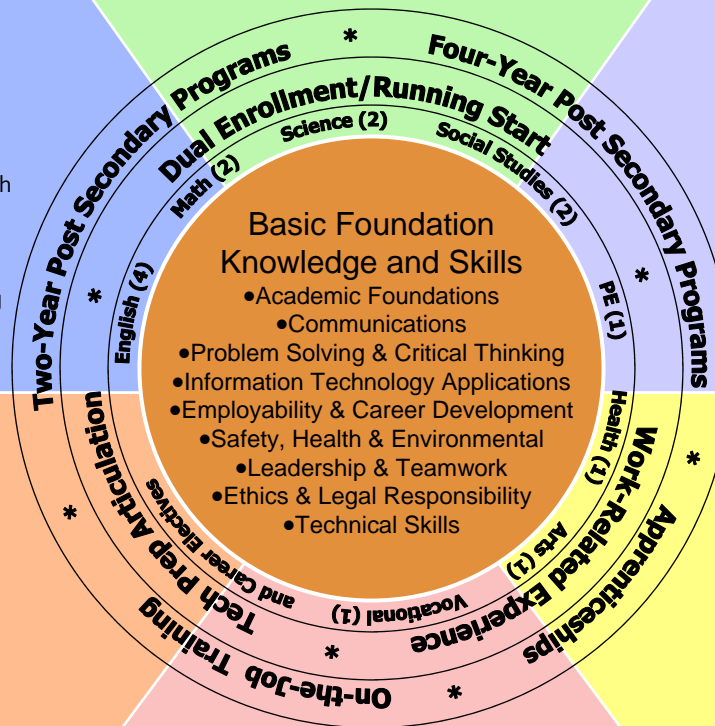 Two-Year Post Secondary Programs * Four-Year Post Secondary Programs
* Apprenticeships * On-the-Job Training *
Dual Enrollment/Running Start * Work-Related Experience * Tech Prep Articulation *
English (4) Math (2) Science (2) Social Studies (2) PE (1) Health (1) Arts (1) Vocational (1) and Career Electives
Basic Foundation
Knowledge and Skills
•Academic Foundations
•Communications
•Problem Solving & Critical Thinking
•Information Technology Applications
•Employability & Career Development
•Safety, Health & Environmental
•Leadership & Teamwork
•Ethics & Legal Responsibility
•Technical Skills